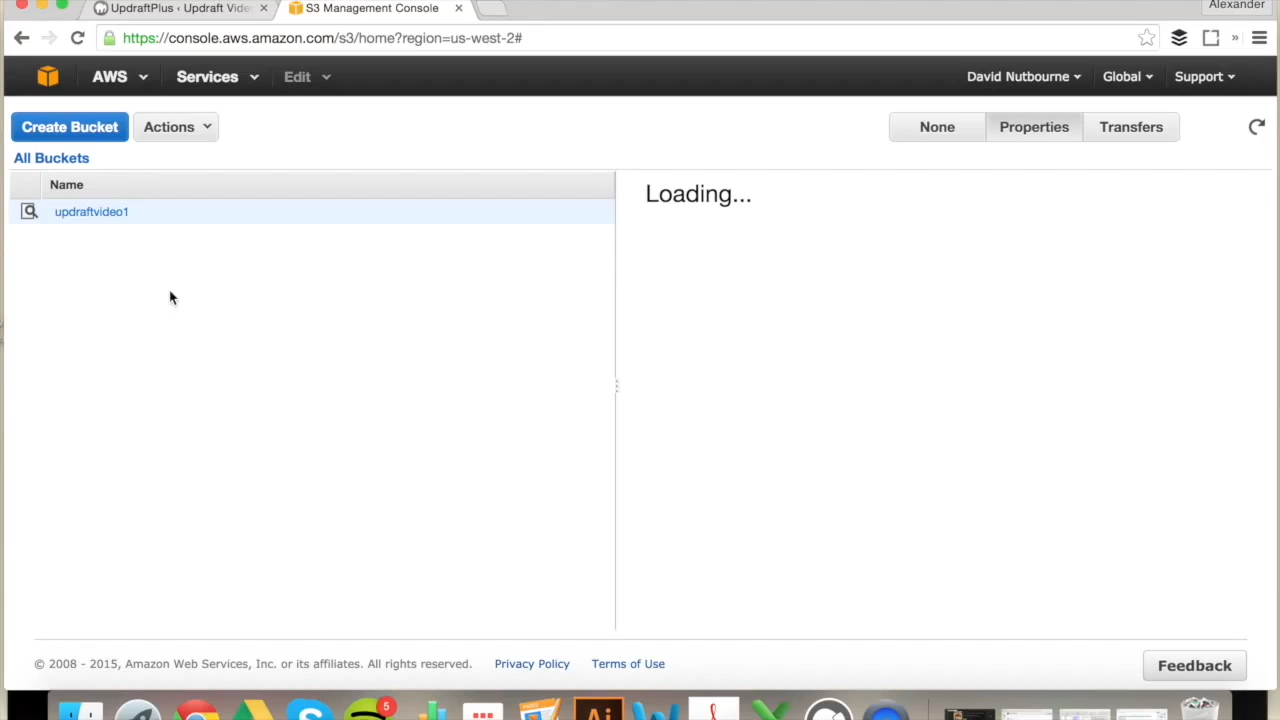 UpdraftPlus ‹ Updraft Vide
S3 Management Console
Alexander
https://console.aws.amazon.com/s3/home?region=us-west-2#
AWS
Services
Edit
David Nutbourne
Global
Support
Create Bucket
Actions
None
Properties
Transfers
All Buckets
Name
Loading...
updraftvideo1
© 2008 - 2015, Amazon Web Services, Inc. or its affiliates. All rights reserved.
Privacy Policy
Terms of Use
Feedback
5
Ai